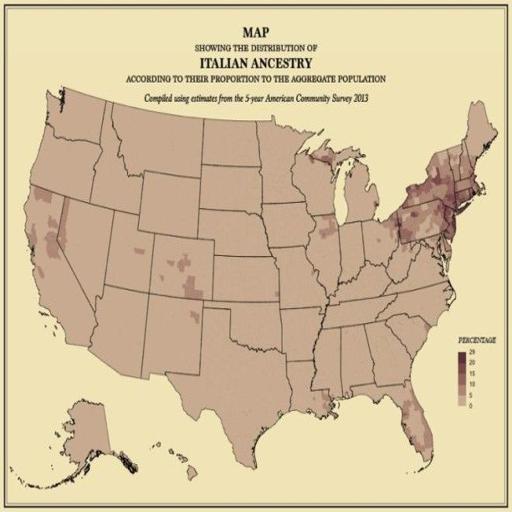 MAP
SHOWING THE DISTRIBUTION OF
ITALIAN ANCESTRY
ACCORDING TO THEIR PROPORTION TO THE AGGREGATE POPULATION
Compiled using estimates from the 5-year American Community Survey 2013
PERCENTAGE
20
15
10
5
0